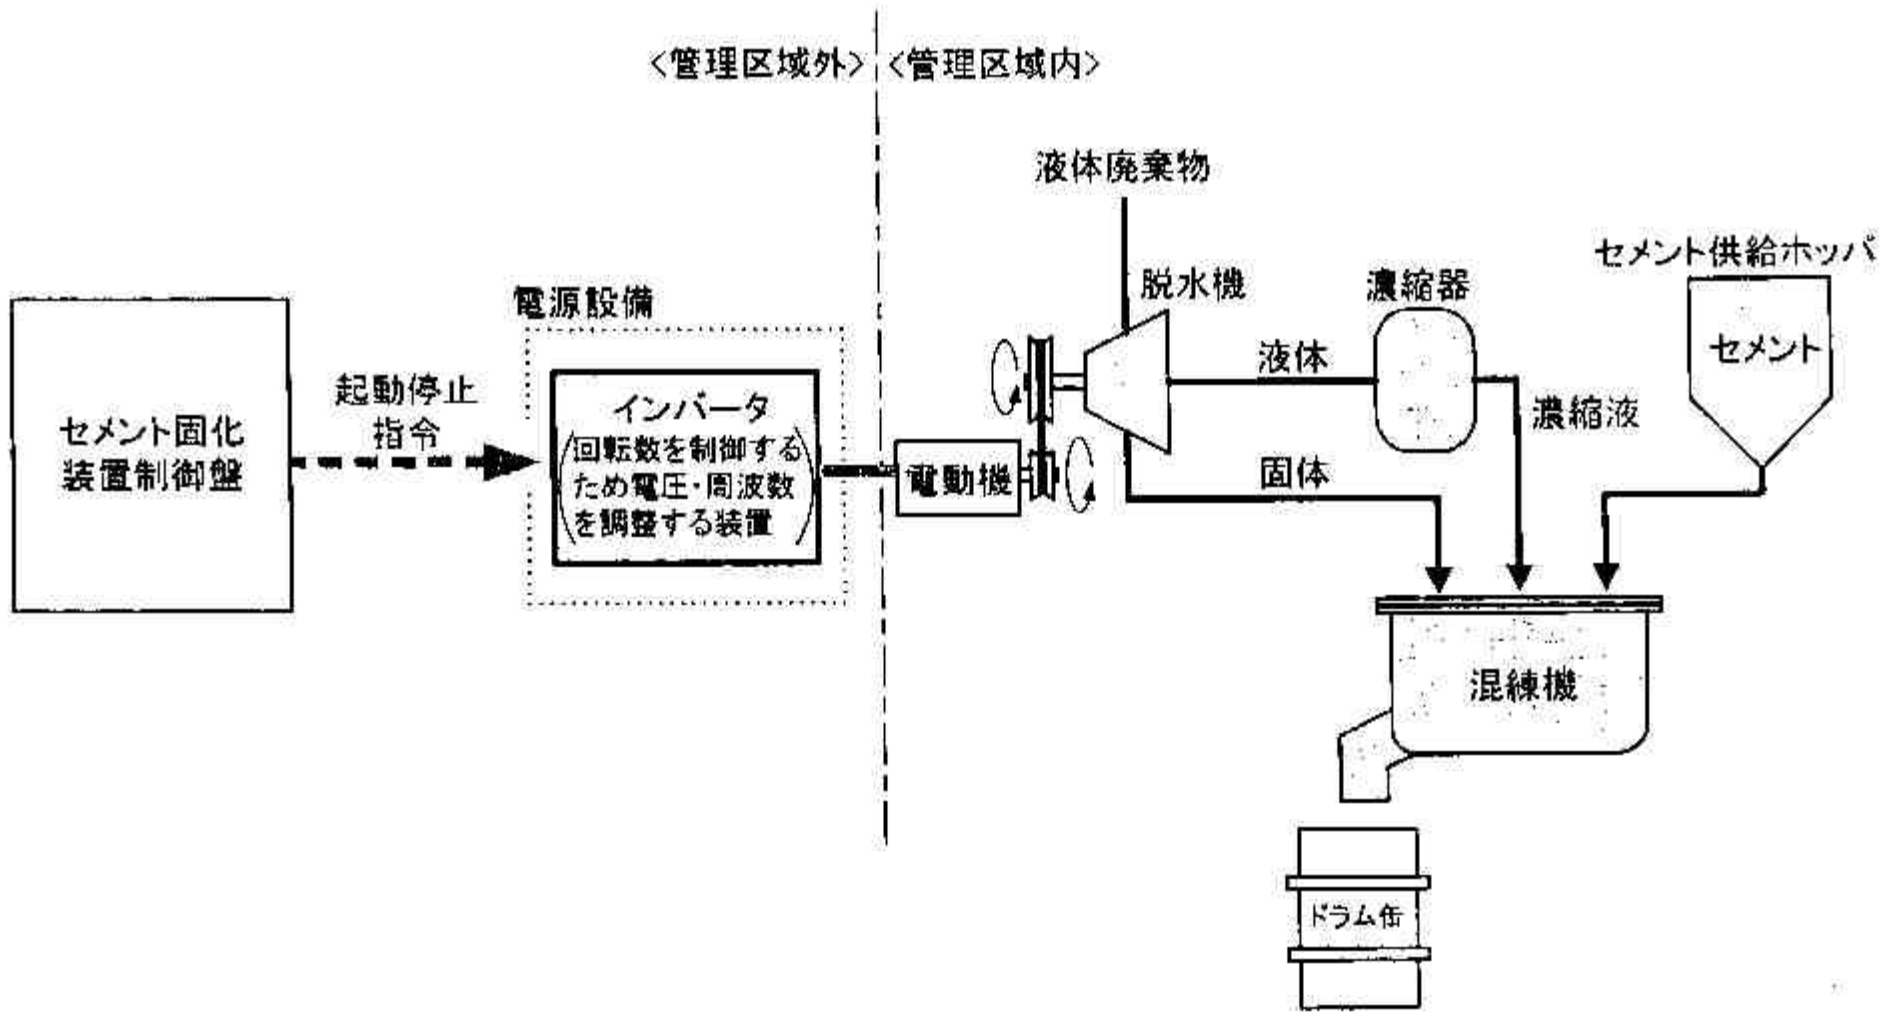 <管理区域外>
<管理区域内>
液体廃棄物
セメント供給ホッパ
脱水機
濃縮器
電源設備
セメント
液体
起動停止
指令
インバータ
濃縮液
セメント固化
装置制御盤
(回転数を制御する
ため電圧・周波数
を調整する装置)
電動機
固体
混練機
ドラム缶